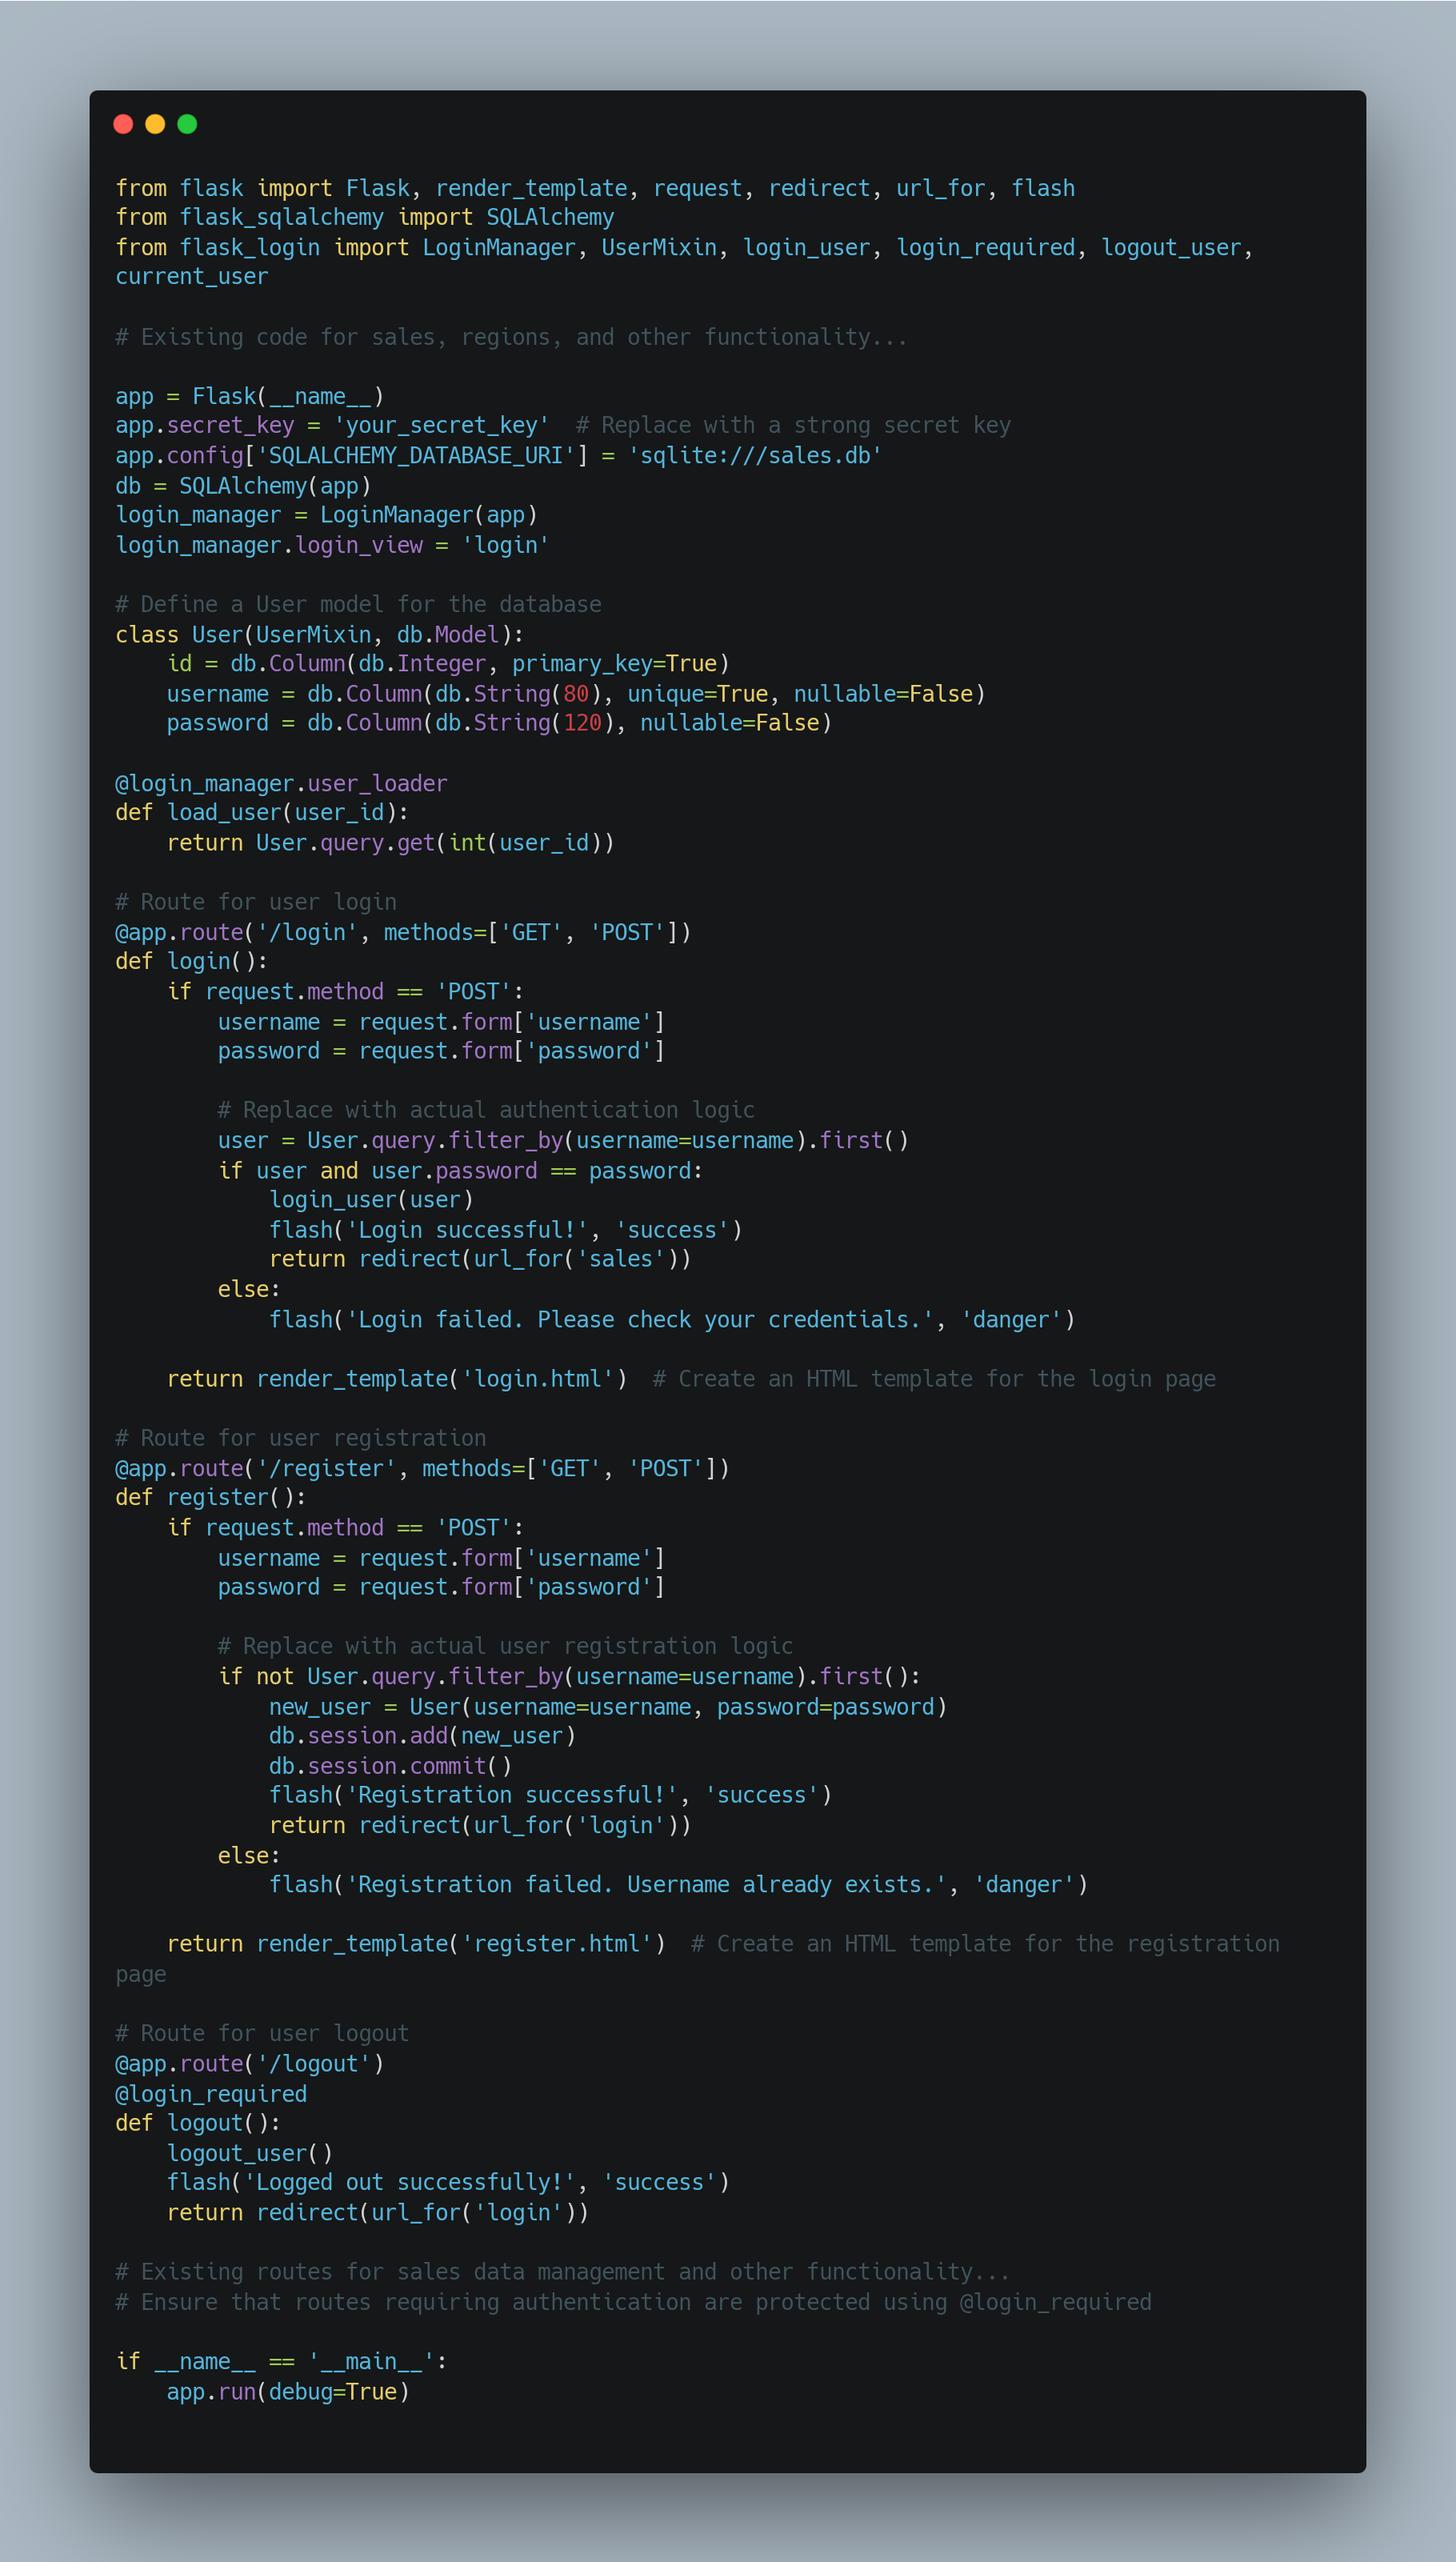 from flask import Flask, render_template, request, redirect, url_for, flash
from flask_sqlalchemy import SQLAlchemy
from flask_login import LoginManager, UserMixin, login_user, login_required, logout_user,
current_user

# Existing code for sales, regions, and other functionality...

app = Flask(__name__)
app.secret_key = 'your_secret_key'  # Replace with a strong secret key
app.config['SQLALCHEMY_DATABASE_URI'] = 'sqlite:///sales.db'
db = SQLAlchemy(app)
login_manager = LoginManager(app)
login_manager.login_view = 'login'

# Define a User model for the database
class User(UserMixin, db.Model):
    id = db.Column(db.Integer, primary_key=True)
    username = db.Column(db.String(80), unique=True, nullable=False)
    password = db.Column(db.String(120), nullable=False)

@login_manager.user_loader
def load_user(user_id):
    return User.query.get(int(user_id))

# Route for user login
@app.route('/login', methods=['GET', 'POST'])
def login():
    if request.method == 'POST':
        username = request.form['username']
        password = request.form['password']

        # Replace with actual authentication logic
        user = User.query.filter_by(username=username).first()
        if user and user.password == password:
            login_user(user)
            flash('Login successful!', 'success')
            return redirect(url_for('sales'))
        else:
            flash('Login failed. Please check your credentials.', 'danger')

    return render_template('login.html')  # Create an HTML template for the login page

# Route for user registration
@app.route('/register', methods=['GET', 'POST'])
def register():
    if request.method == 'POST':
        username = request.form['username']
        password = request.form['password']

        # Replace with actual user registration logic
        if not User.query.filter_by(username=username).first():
            new_user = User(username=username, password=password)
            db.session.add(new_user)
            db.session.commit()
            flash('Registration successful!', 'success')
            return redirect(url_for('login'))
        else:
            flash('Registration failed. Username already exists.', 'danger')

    return render_template('register.html')  # Create an HTML template for the registration
page

# Route for user logout
@app.route('/logout')
@login_required
def logout():
    logout_user()
    flash('Logged out successfully!', 'success')
    return redirect(url_for('login'))

# Existing routes for sales data management and other functionality...
# Ensure that routes requiring authentication are protected using @login_required

if __name__ == '__main__':
    app.run(debug=True)